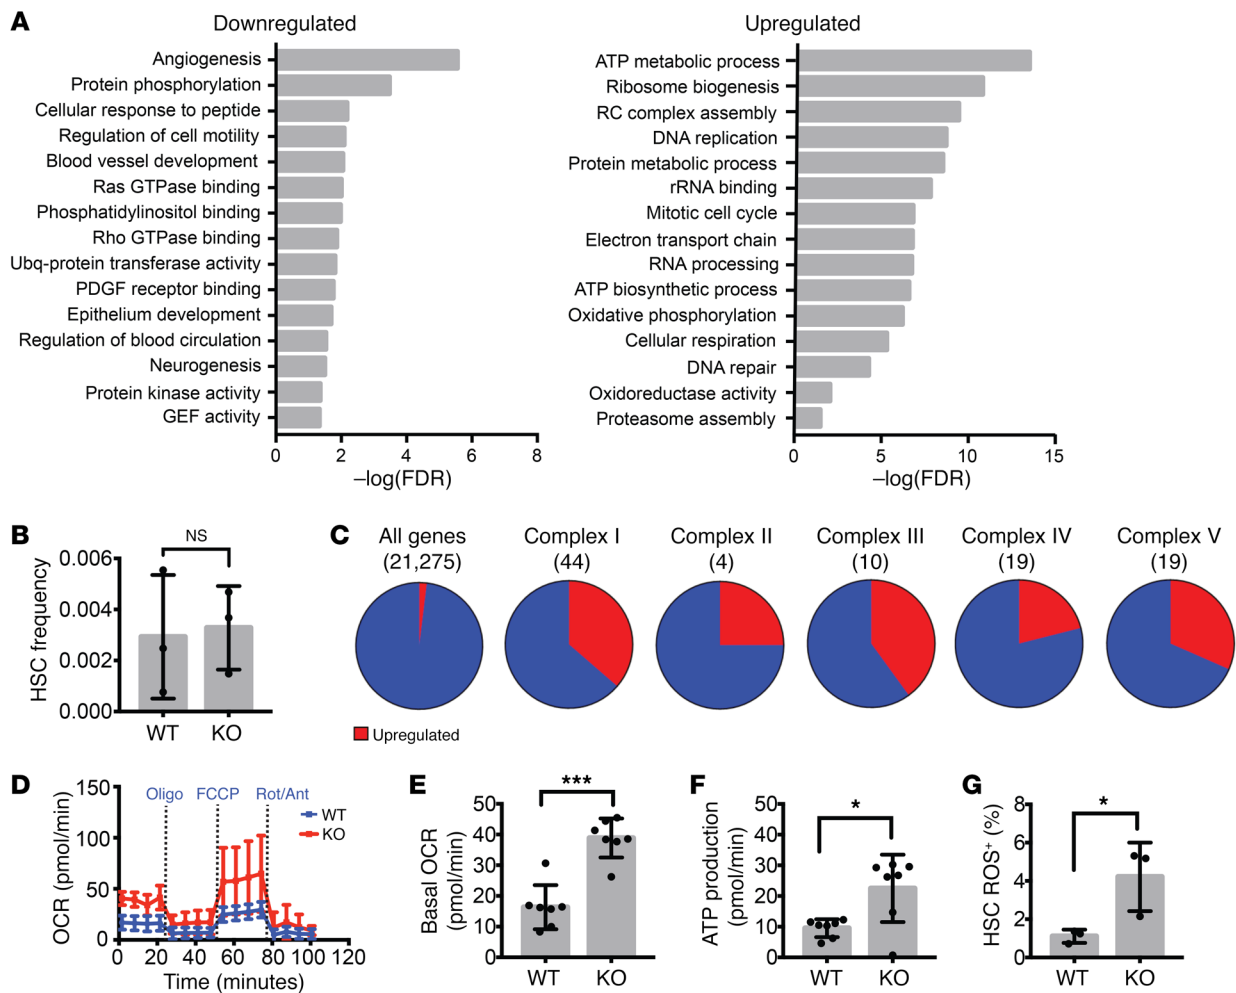 A
Downregulated
Angiogenesis
Protein phosphorylation
Cellular response to peptide
Regulation of cell motility
Blood vessel development
Ras GTPase binding
Phosphatidylinositol binding
Rho GTPase binding
Ubq-protein transferase activity
PDGF receptor binding
Epithelium development
Regulation of blood circulation
Neurogenesis
Protein kinase activity
GEF activity
0 2 4 6 8
–log(FDR)
Upregulated
ATP metabolic process
Ribosome biogenesis
RC complex assembly
DNA replication
Protein metabolic process
rRNA binding
Mitotic cell cycle
Electron transport chain
RNA processing
ATP biosynthetic process
Oxidative phosphorylation
Cellular respiration
DNA repair
Oxidoreductase activity
Proteasome assembly
0 5 10 15
–log(FDR)
B
NS
HSC frequency
0.006
0.004
0.002
0.000
WT KO
C
All genes
(21,275)
Complex I
(44)
Complex II
(4)
Complex III
(10)
Complex IV
(19)
Complex V
(19)
Upregulated
D
OCR (pmol/min)
150
100
50
0
Oligo FCCP Rot/Ant
WT
KO
0 20 40 60 80 100 120
Time (minutes)
E
***
Basal OCR
(pmol/min)
50
40
30
20
10
0
WT KO
F
*
ATP production
(pmol/min)
50
40
30
20
10
0
WT KO
G
*
HSC ROS⁺ (%)
8
6
4
2
0
WT KO